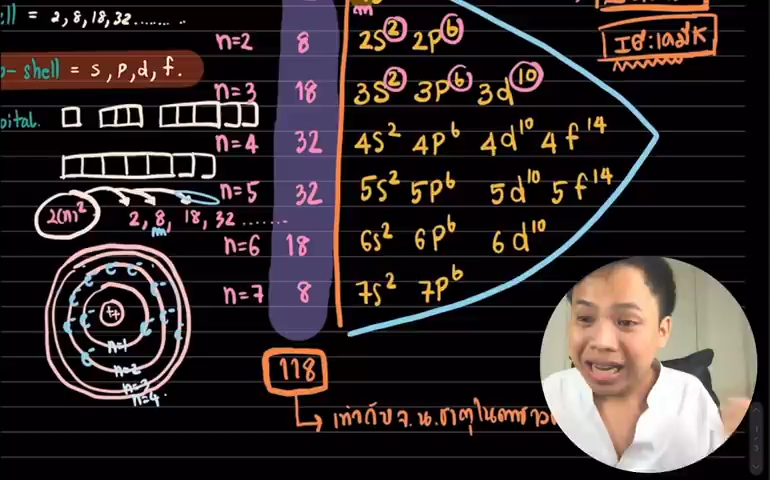 ll = 2, 8, 18, 32 ........
n=2 8 2s² 2p⁶
b-shell = s, p, d, f.
n=3 18 3s² 3p⁶ 3d¹⁰
bital.
n=4 32 4s² 4p⁶ 4d¹⁰ 4f¹⁴
n=5 32 5s² 5p⁶ 5d¹⁰ 5f¹⁴
2(n)² 2, 8, 18, 32 .......
n=6 18 6s² 6p⁶ 6d¹⁰
n=7 8 7s² 7p⁶
n=1
n=2
n=3
n=4
118
เท่ากับ จ.น. ธาตุในตาราง